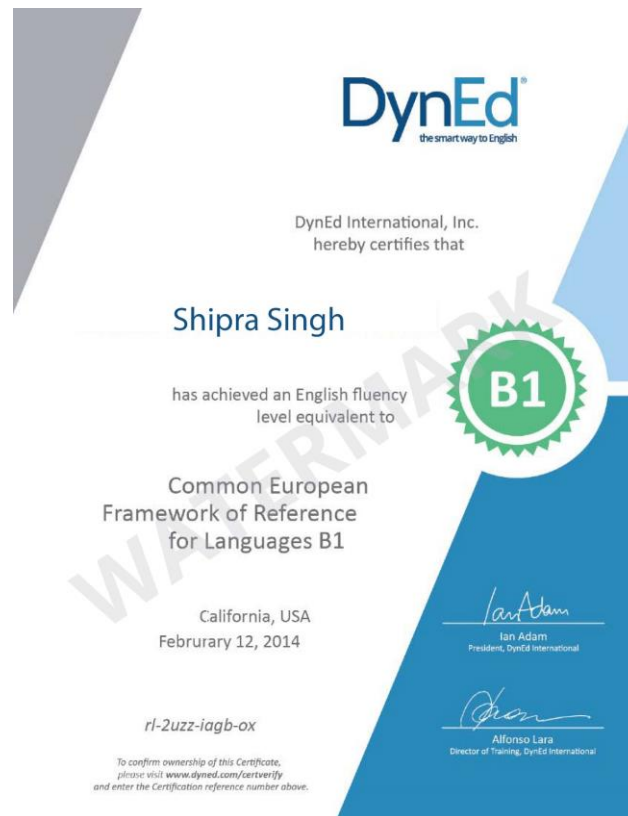 DynEd®
the smart way to English
DynEd International, Inc.
hereby certifies that
Shipra Singh
B1
has achieved an English fluency
level equivalent to
Common European
Framework of Reference
for Languages B1
WATERMARK
California, USA
Februrary 12, 2014
Ian Adam
Ian Adam
President, DynEd International
Alfonso Lara
Director of Training, DynEd International
rl-2uzz-iagb-ox
To confirm ownership of this Certificate,
please visit www.dyned.com/certverify
and enter the Certification reference number above.